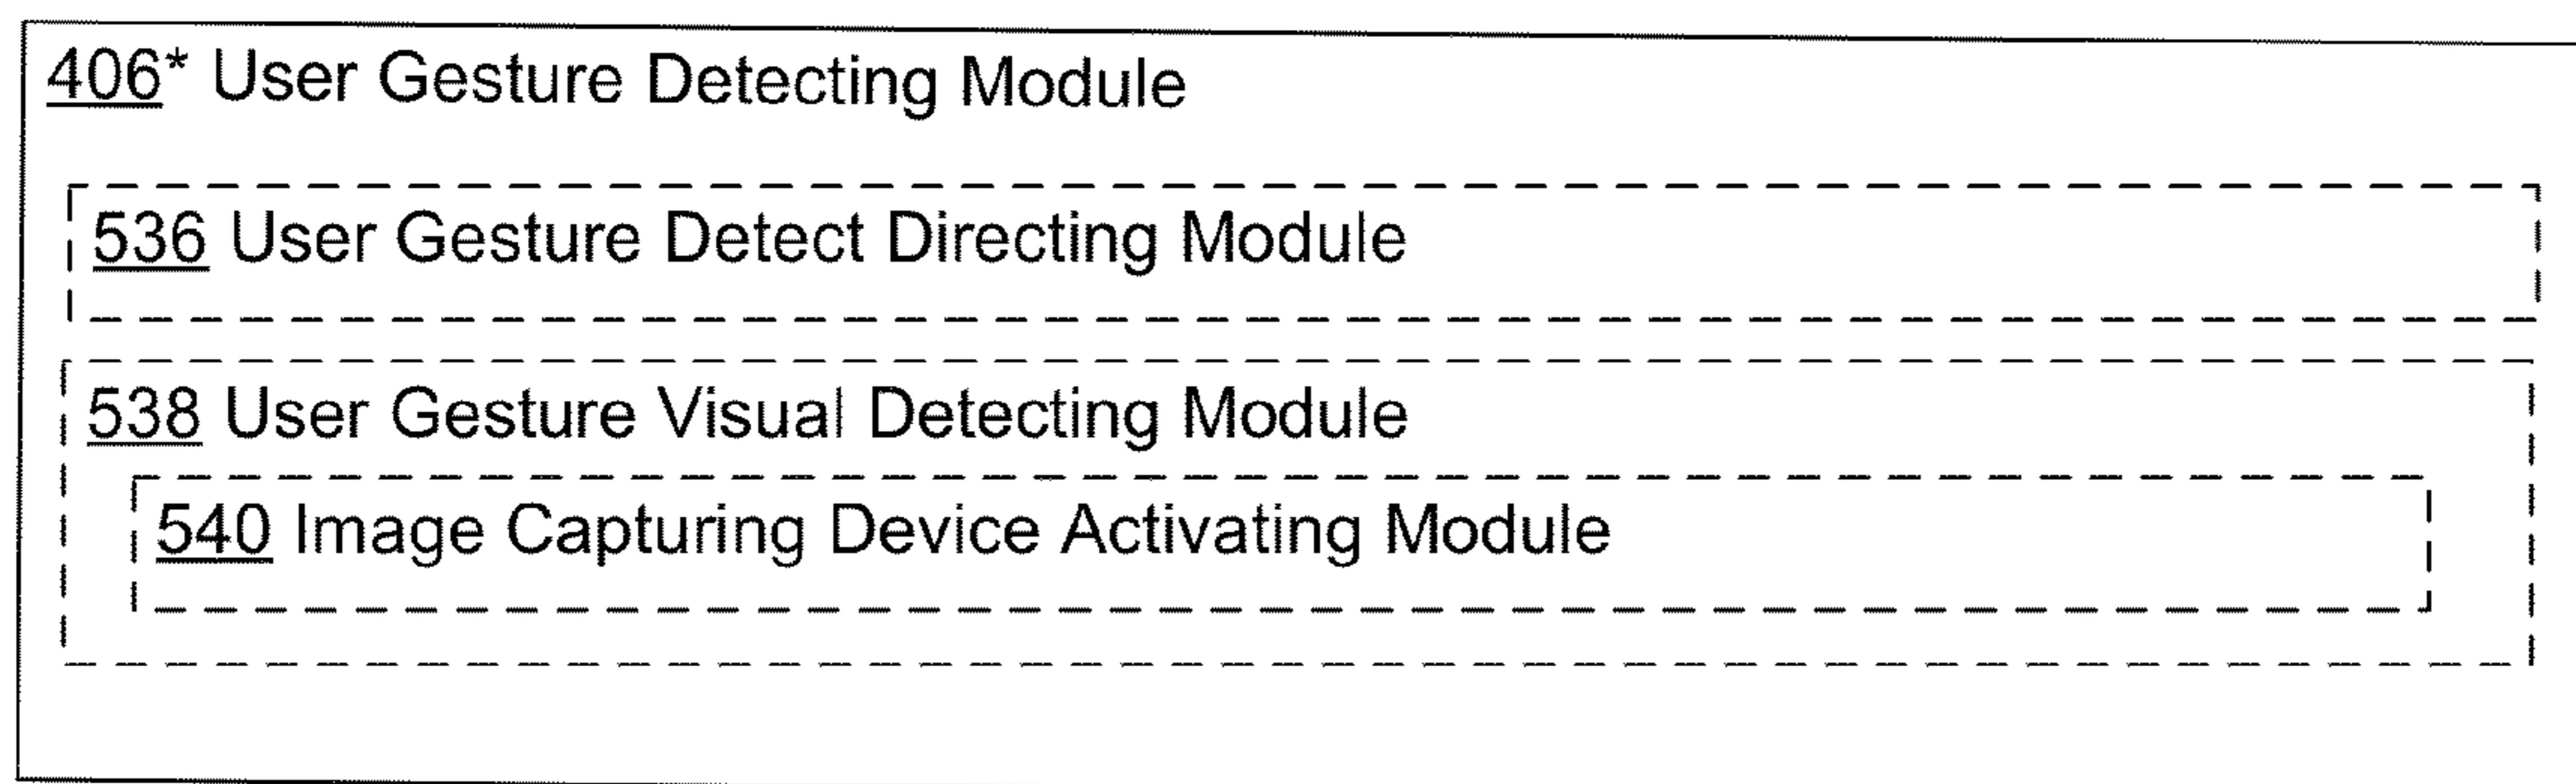 406* User Gesture Detecting Module
536 User Gesture Detect Directing Module
538 User Gesture Visual Detecting Module
540 Image Capturing Device Activating Module